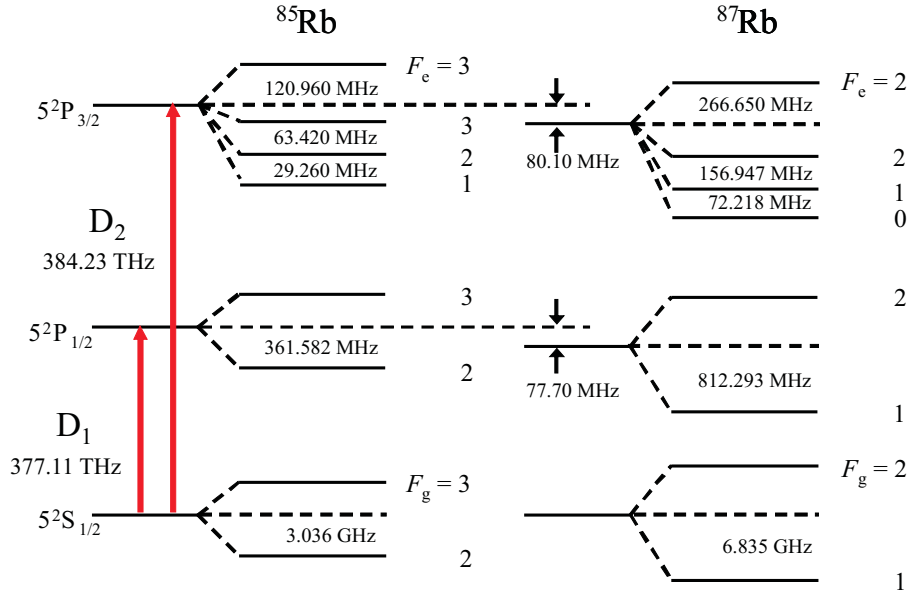 ⁸⁵Rb
⁸⁷Rb
Fₑ = 3
120.960 MHz
5²P₃/₂
3
63.420 MHz
2
29.260 MHz
1
80.10 MHz
Fₑ = 2
266.650 MHz
2
156.947 MHz
1
72.218 MHz
0
D₂
384.23 THz
3
5²P₁/₂
361.582 MHz
2
77.70 MHz
2
812.293 MHz
1
D₁
377.11 THz
F_g = 3
5²S₁/₂
3.036 GHz
2
F_g = 2
6.835 GHz
1